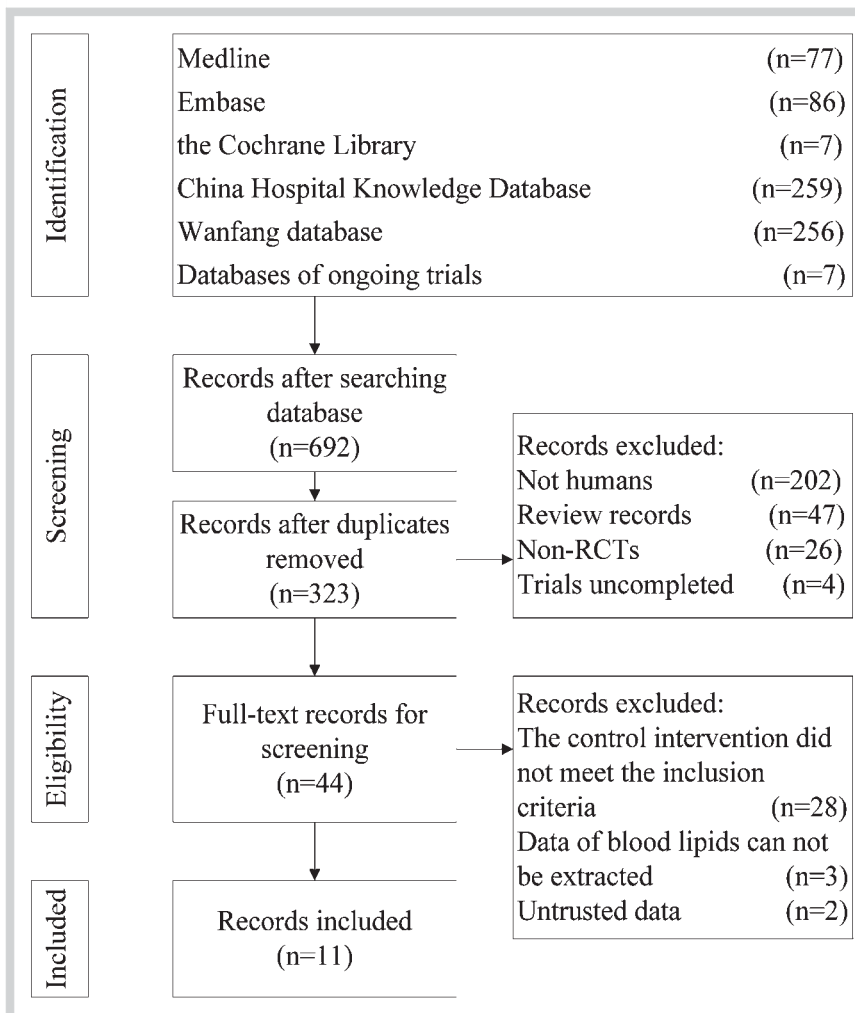 Identification
Medline (n=77)
Embase (n=86)
the Cochrane Library (n=7)
China Hospital Knowledge Database (n=259)
Wanfang database (n=256)
Databases of ongoing trials (n=7)
Screening
Records after searching
database
(n=692)
Records after duplicates
removed
(n=323)
Records excluded:
Not humans (n=202)
Review records (n=47)
Non-RCTs (n=26)
Trials uncompleted (n=4)
Eligibility
Full-text records for
screening
(n=44)
Records excluded:
The control intervention did
not meet the inclusion
criteria (n=28)
Data of blood lipids can not
be extracted (n=3)
Untrusted data (n=2)
Included
Records included
(n=11)